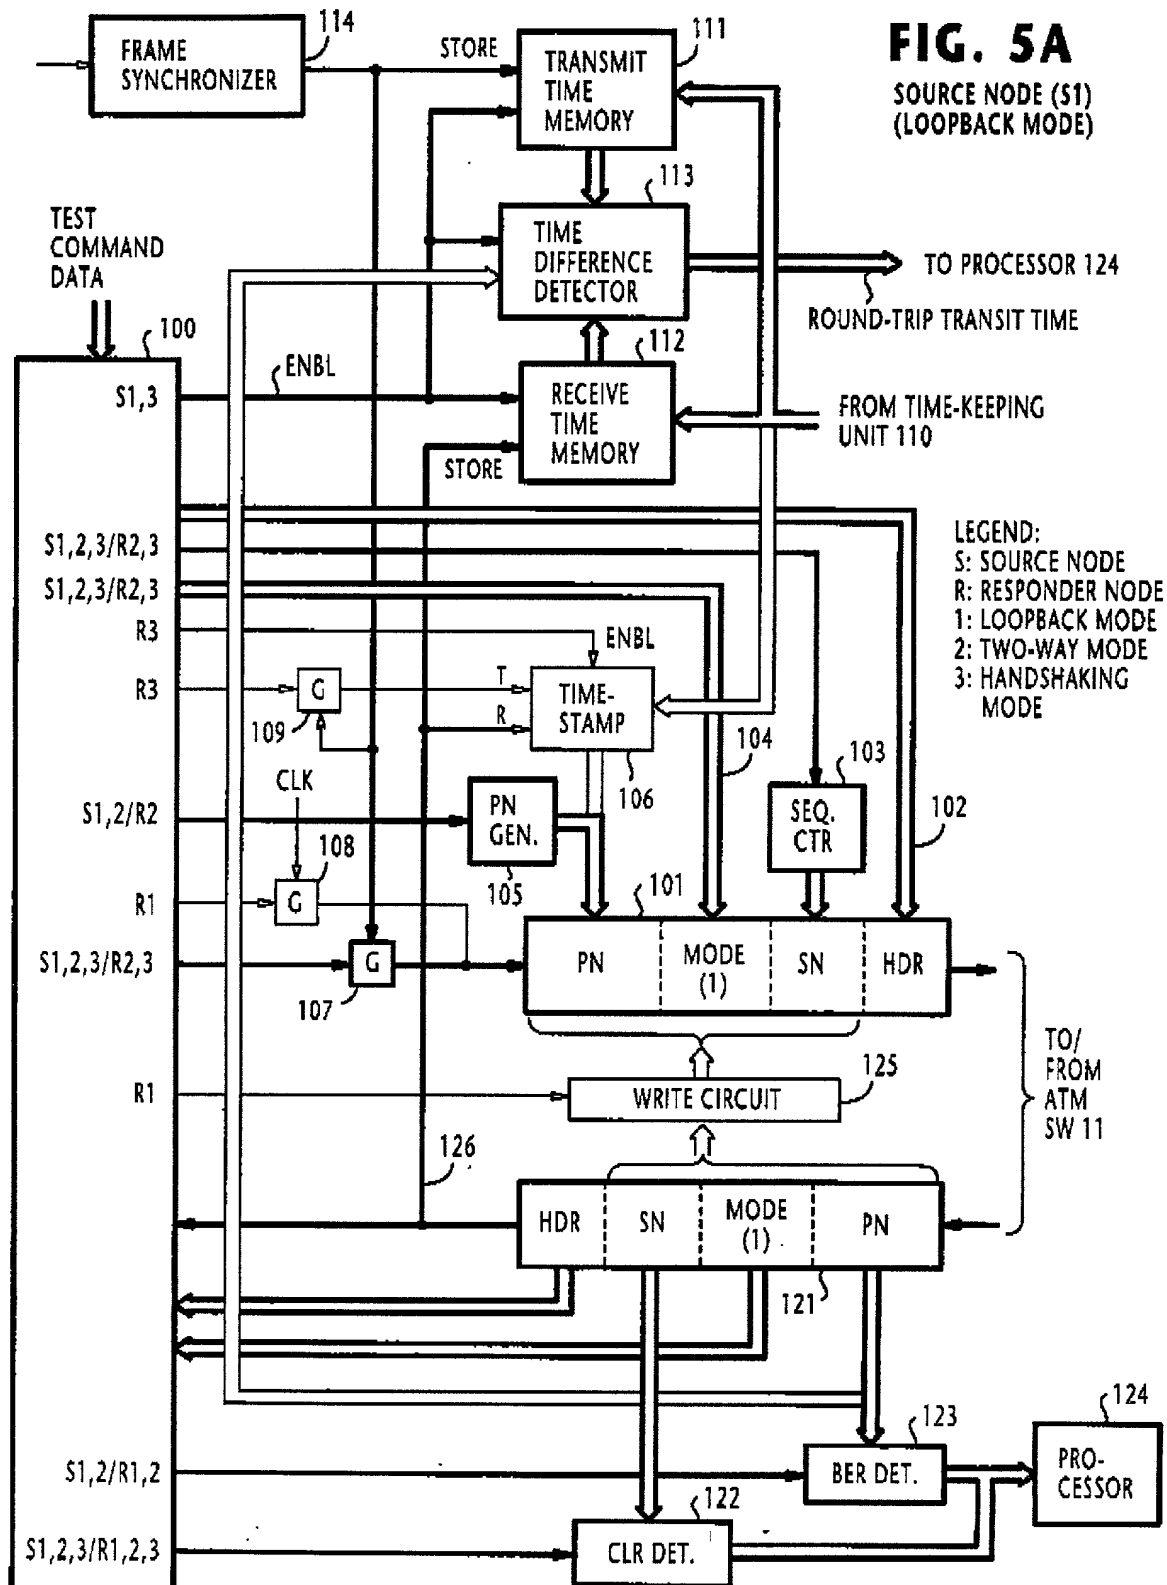 FIG. 5A
SOURCE NODE (S1)
(LOOPBACK MODE)
114
FRAME
SYNCHRONIZER
STORE
111
TRANSMIT
TIME
MEMORY
113
TIME
DIFFERENCE
DETECTOR
TO PROCESSOR 124
ROUND-TRIP TRANSIT TIME
TEST
COMMAND
DATA
100
S1,3
ENBL
112
RECEIVE
TIME
MEMORY
STORE
FROM TIME-KEEPING
UNIT 110
S1,2,3/R2,3
S1,2,3/R2,3
LEGEND:
S: SOURCE NODE
R: RESPONDER NODE
1: LOOPBACK MODE
2: TWO-WAY MODE
3: HANDSHAKING
MODE
R3
ENBL
R3
G
109
T
R
TIME-
STAMP
106
104
103
102
CLK
S1,2/R2
PN
GEN.
105
SEQ.
CTR
108
R1
G
101
S1,2,3/R2,3
G
107
PN
MODE
(1)
SN
HDR
TO/
FROM
ATM
SW 11
R1
WRITE CIRCUIT
125
126
HDR
SN
MODE
(1)
PN
121
123
124
S1,2/R1,2
BER DET.
PRO-
CESSOR
122
S1,2,3/R1,2,3
CLR DET.